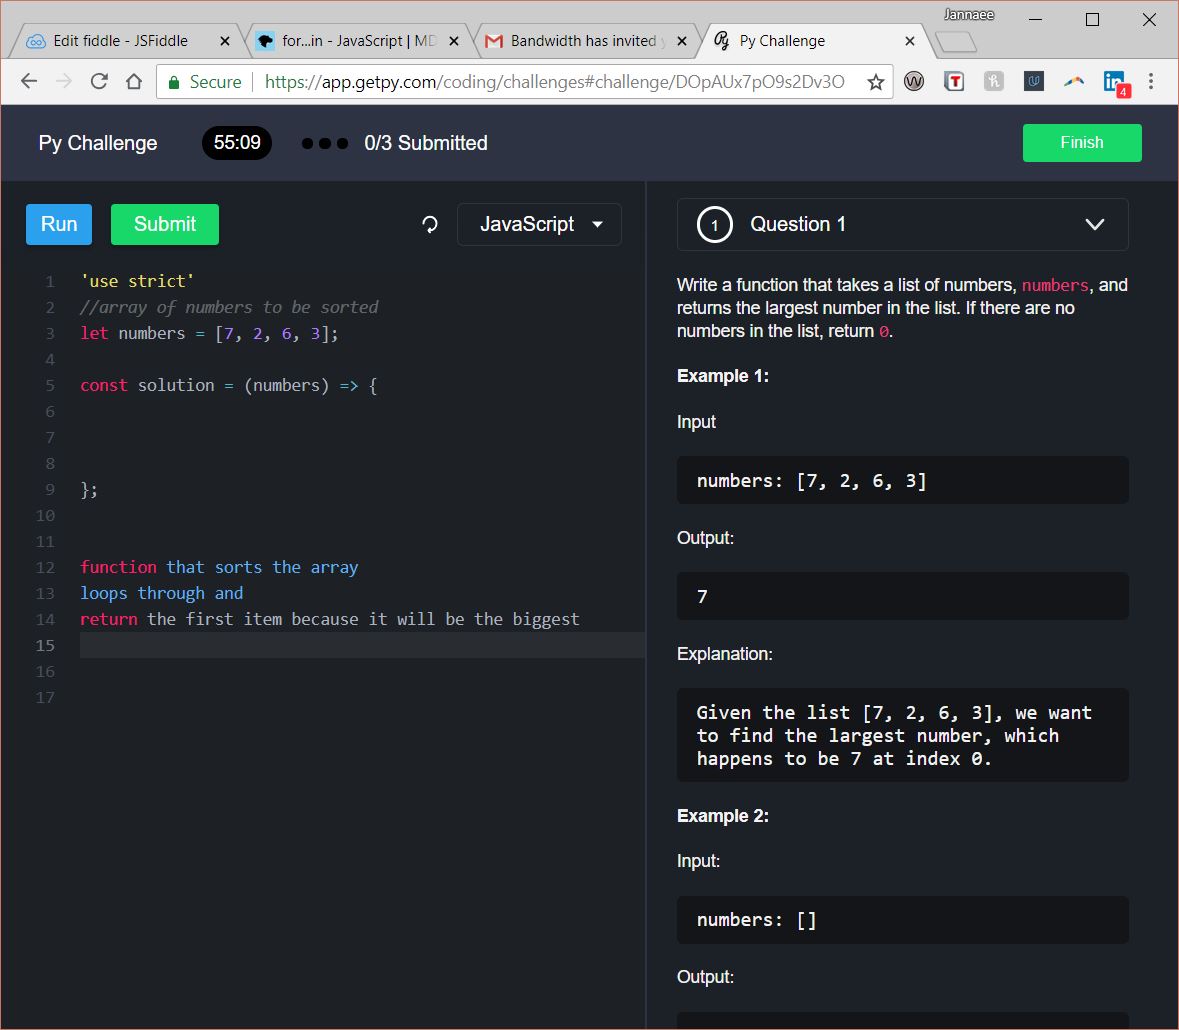 Jannaee
Edit fiddle - JSFiddle
for...in - JavaScript | MD
Bandwidth has invited
Py Challenge
Secure
https://app.getpy.com/coding/challenges#challenge/DOpAUx7pO9s2Dv3O
4
Py Challenge
55:09
0/3 Submitted
Finish
Run
Submit
JavaScript
1 'use strict'
2 //array of numbers to be sorted
3 let numbers = [7, 2, 6, 3];
4
5 const solution = (numbers) => {
6
7
8
9 };
10
11
12 function that sorts the array
13 loops through and
14 return the first item because it will be the biggest
15
16
17
1 Question 1
Write a function that takes a list of numbers, numbers, and
returns the largest number in the list. If there are no
numbers in the list, return 0.
Example 1:
Input
numbers: [7, 2, 6, 3]
Output:
7
Explanation:
Given the list [7, 2, 6, 3], we want
to find the largest number, which
happens to be 7 at index 0.
Example 2:
Input:
numbers: []
Output: